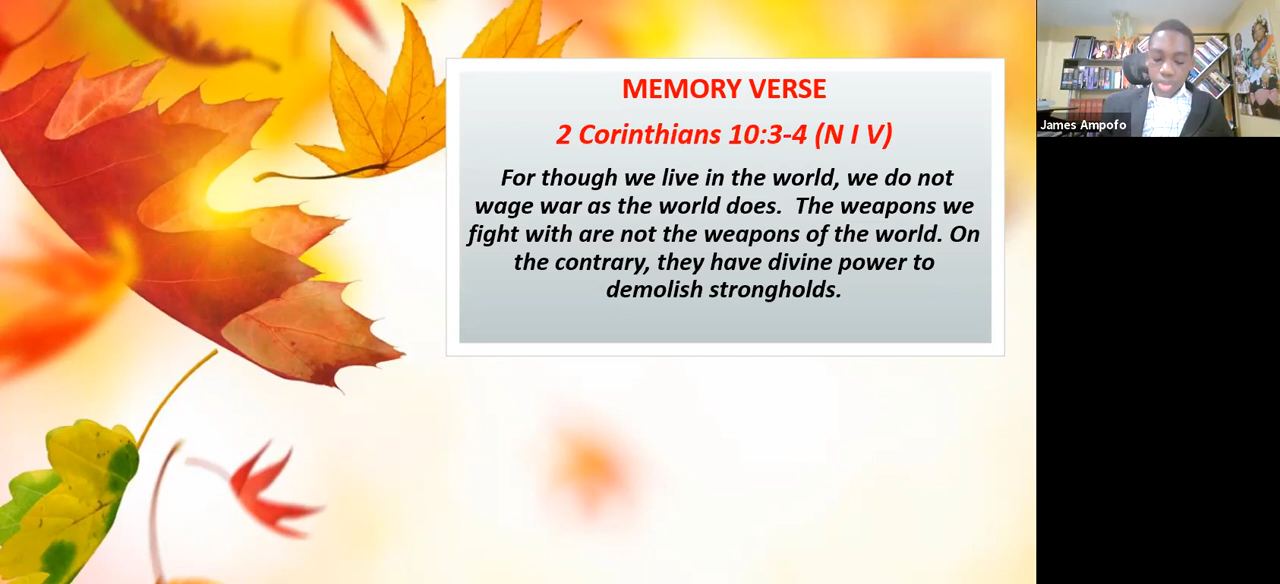 MEMORY VERSE
2 Corinthians 10:3-4 (N I V)
For though we live in the world, we do not
wage war as the world does.  The weapons we
fight with are not the weapons of the world. On
the contrary, they have divine power to
demolish strongholds.
James Ampofo